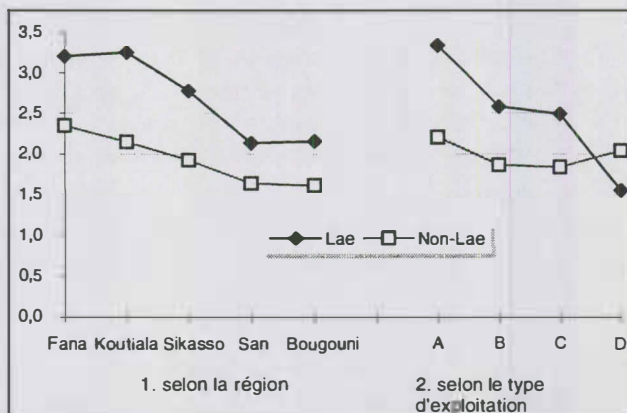 3,5
3,0
2,5
2,0
1,5
1,0
0,5
0,0
Lae Non-Lae
Fana Koutiala Sikasso San Bougouni A B C D
1. selon la région 2. selon le type
d'exploitation